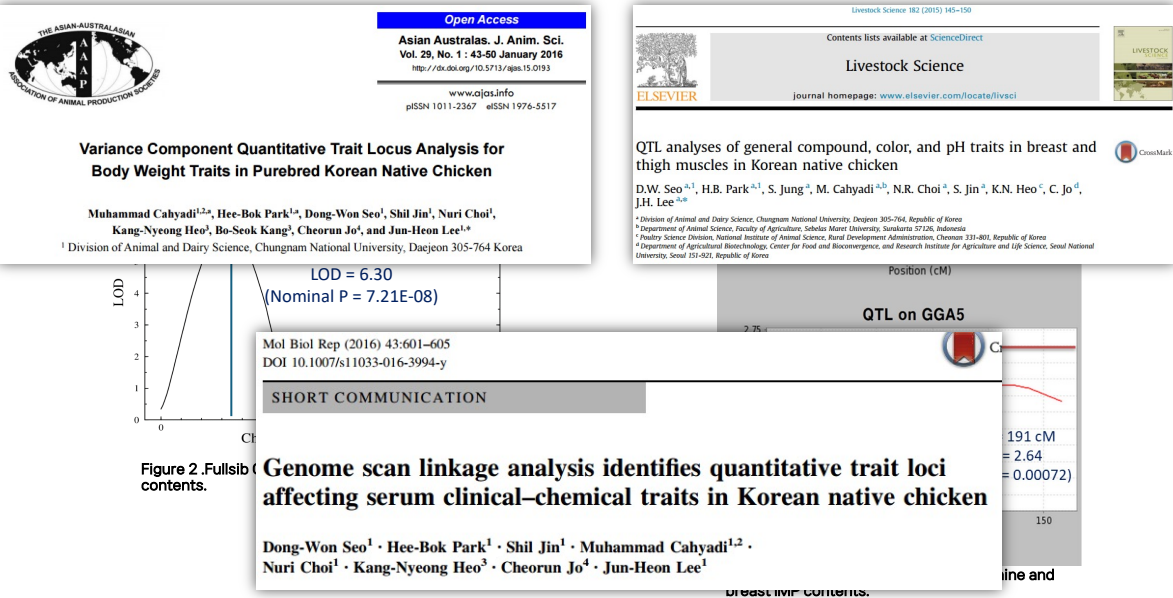 THE ASIAN-AUSTRALASIAN
AAAP
ASSOCIATION OF ANIMAL PRODUCTION SOCIETIES
Open Access
Asian Australas. J. Anim. Sci.
Vol. 29, No. 1 : 43-50 January 2016
http://dx.doi.org/10.5713/ajas.15.0193
www.ajas.info
pISSN 1011-2367 eISSN 1976-5517
Variance Component Quantitative Trait Locus Analysis for
Body Weight Traits in Purebred Korean Native Chicken
Muhammad Cahyadi1,2,a, Hee-Bok Park1,a, Dong-Won Seo1, Shil Jin1, Nuri Choi1,
Kang-Nyeong Heo3, Bo-Seok Kang3, Cheorun Jo4, and Jun-Heon Lee1,*
1 Division of Animal and Dairy Science, Chungnam National University, Daejeon 305-764 Korea
Livestock Science 182 (2015) 145–150
ELSEVIER
Contents lists available at ScienceDirect
Livestock Science
journal homepage: www.elsevier.com/locate/livsci
LIVESTOCK
SCIENCE
QTL analyses of general compound, color, and pH traits in breast and
thigh muscles in Korean native chicken
CrossMark
D.W. Seo a,1, H.B. Park a,1, S. Jung a, M. Cahyadi a,b, N.R. Choi a, S. Jin a, K.N. Heo c, C. Jo d,
J.H. Lee a,*
a Division of Animal and Dairy Science, Chungnam National University, Deajeon 305-764, Republic of Korea
b Department of Animal Science, Faculty of Agriculture, Sebelas Maret University, Surakarta 57126, Indonesia
c Poultry Science Division, National Institute of Animal Science, Rural Development Administration, Cheonan 331-801, Republic of Korea
d Department of Agricultural Biotechnology, Center for Food and Bioconvergence, and Research Institute for Agriculture and Life Science, Seoul National
University, Seoul 151-921, Republic of Korea
LOD
4
3
2
1
0
0
LOD = 6.30
(Nominal P = 7.21E-08)
Figure 2 .Fullsib
contents.
Position (cM)
QTL on GGA5
2.75
191 cM
= 2.64
= 0.00072)
150
ine and
breast IMP contents.
Mol Biol Rep (2016) 43:601–605
DOI 10.1007/s11033-016-3994-y
SHORT COMMUNICATION
Genome scan linkage analysis identifies quantitative trait loci
affecting serum clinical–chemical traits in Korean native chicken
Dong-Won Seo1 · Hee-Bok Park1 · Shil Jin1 · Muhammad Cahyadi1,2 ·
Nuri Choi1 · Kang-Nyeong Heo3 · Cheorun Jo4 · Jun-Heon Lee1